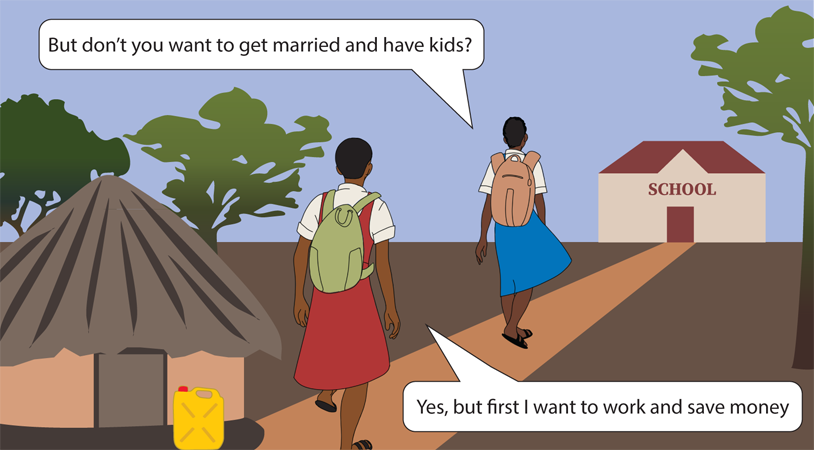 But don’t you want to get married and have kids?
SCHOOL
Yes, but first I want to work and save money